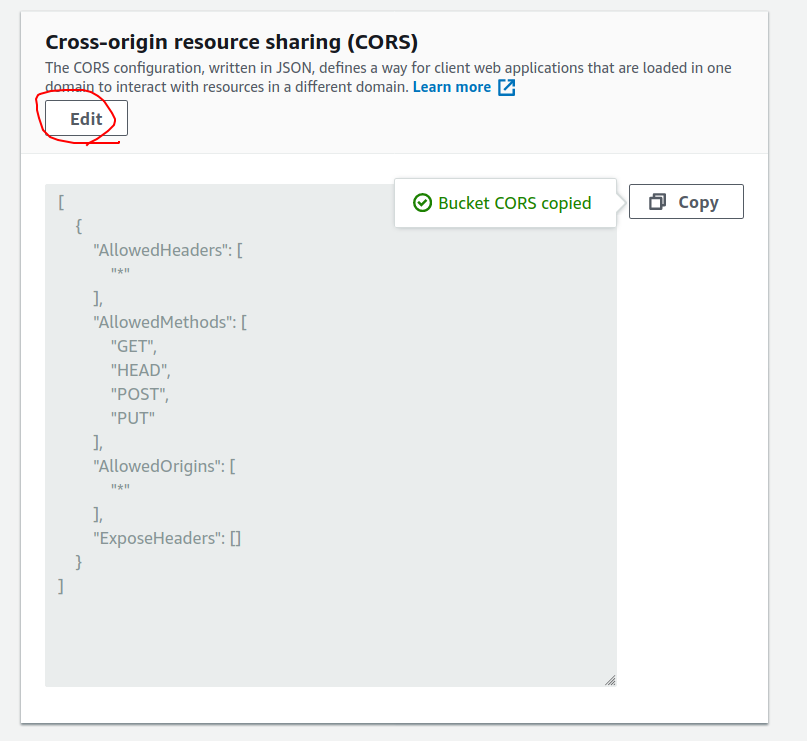 Cross-origin resource sharing (CORS)
The CORS configuration, written in JSON, defines a way for client web applications that are loaded in one
domain to interact with resources in a different domain. Learn more
Edit
Bucket CORS copied
Copy
[
  {
    "AllowedHeaders": [
      "*"
    ],
    "AllowedMethods": [
      "GET",
      "HEAD",
      "POST",
      "PUT"
    ],
    "AllowedOrigins": [
      "*"
    ],
    "ExposeHeaders": []
  }
]